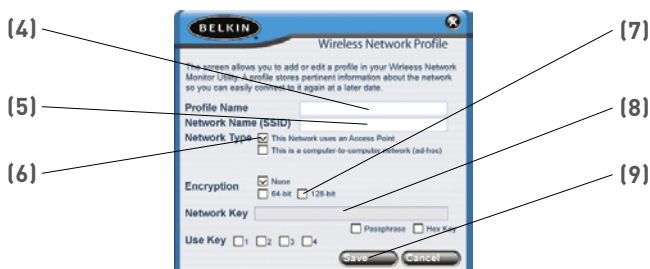 BELKIN
Wireless Network Profile
The screen allows you to add or edit a profile in your Wirleess Network
Monitor Utility. A profile stores pertinent information about the network
so you can easily connect to it again at a later date.
(4)
Profile Name
(5)
Network Name (SSID)
(6)
Network Type This Network uses an Access Point
This is a computer-to-computer network (ad-hoc)
(7)
Encryption None
64-bit 128-bit
(8)
Network Key
Passphrase Hex Key
Use Key 1 2 3 4
(9)
Save Cancel